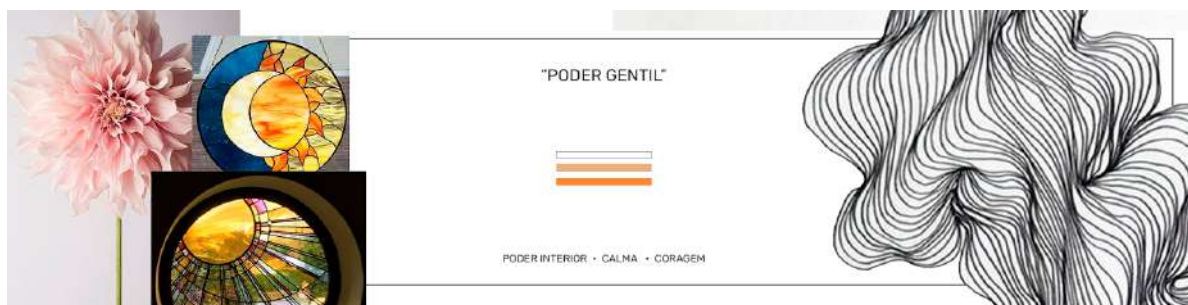 “PODER GENTIL”
PODER INTERIOR • CALMA • CORAGEM